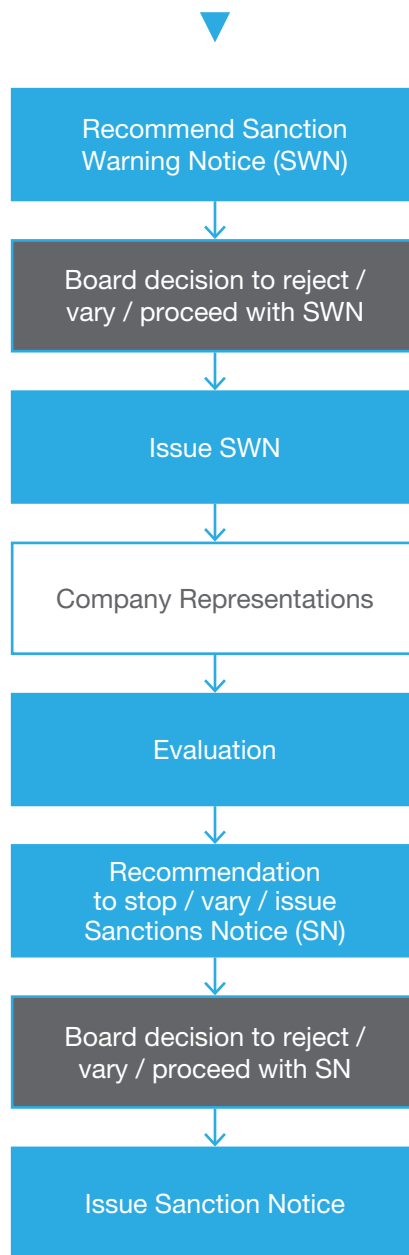 Recommend Sanction
Warning Notice (SWN)
Board decision to reject /
vary / proceed with SWN
Issue SWN
Company Representations
Evaluation
Recommendation
to stop / vary / issue
Sanctions Notice (SN)
Board decision to reject /
vary / proceed with SN
Issue Sanction Notice